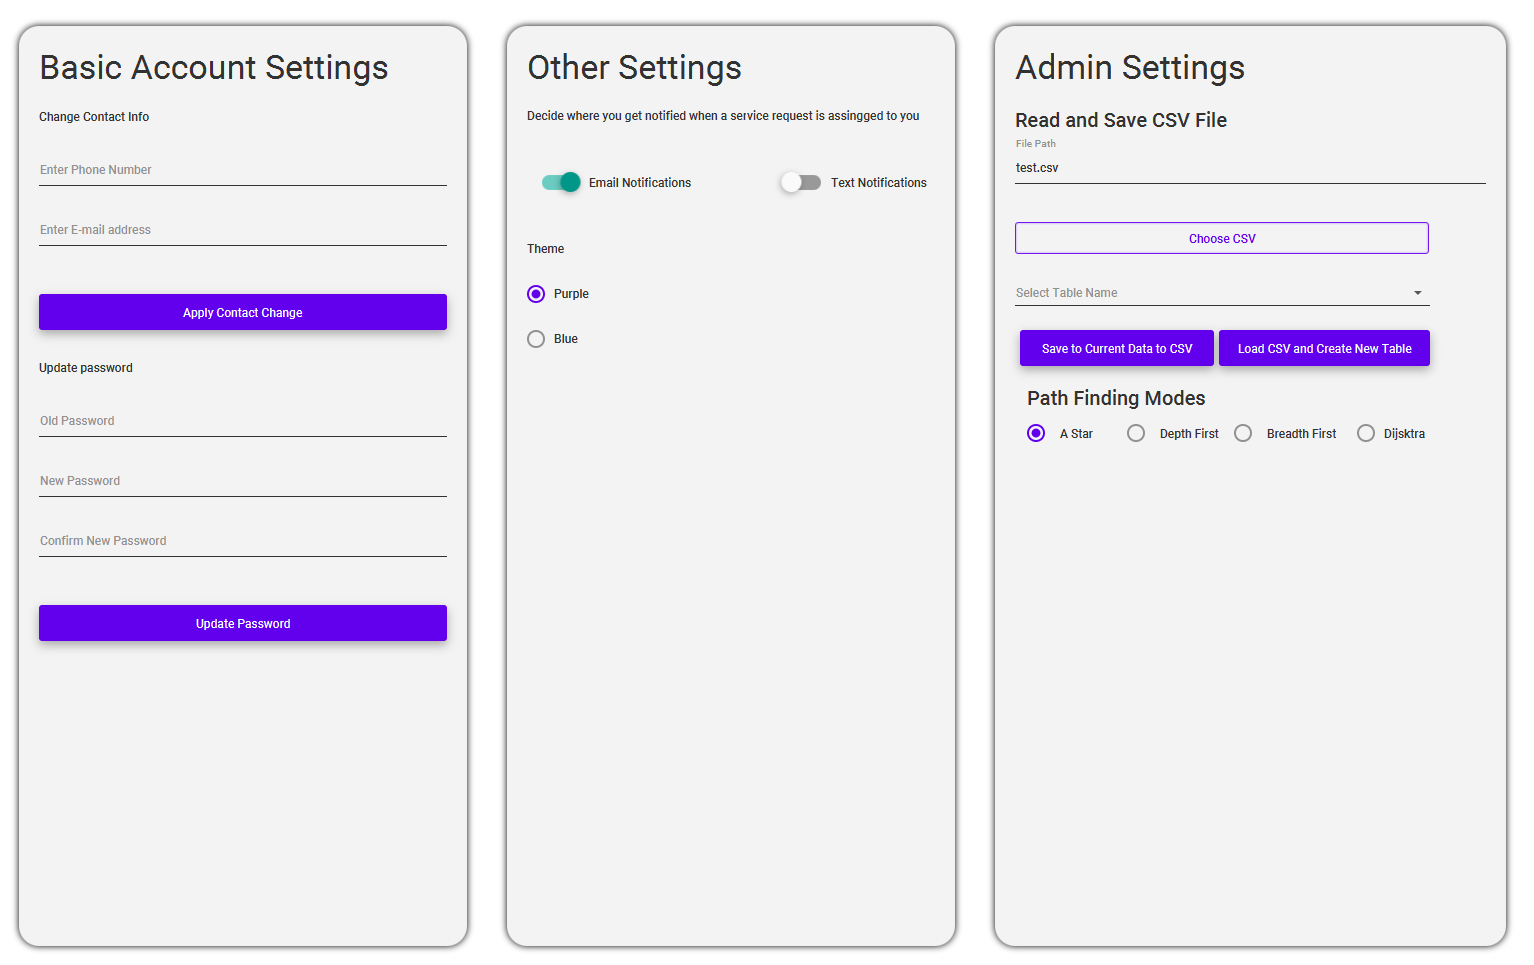 Basic Account Settings
Change Contact Info
Enter Phone Number
Enter E-mail address
Apply Contact Change
Update password
Old Password
New Password
Confirm New Password
Update Password
Other Settings
Decide where you get notified when a service request is assingged to you
Email Notifications Text Notifications
Theme
Purple
Blue
Admin Settings
Read and Save CSV File
File Path
test.csv
Choose CSV
Select Table Name
Save to Current Data to CSV Load CSV and Create New Table
Path Finding Modes
A Star Depth First Breadth First Dijsktra